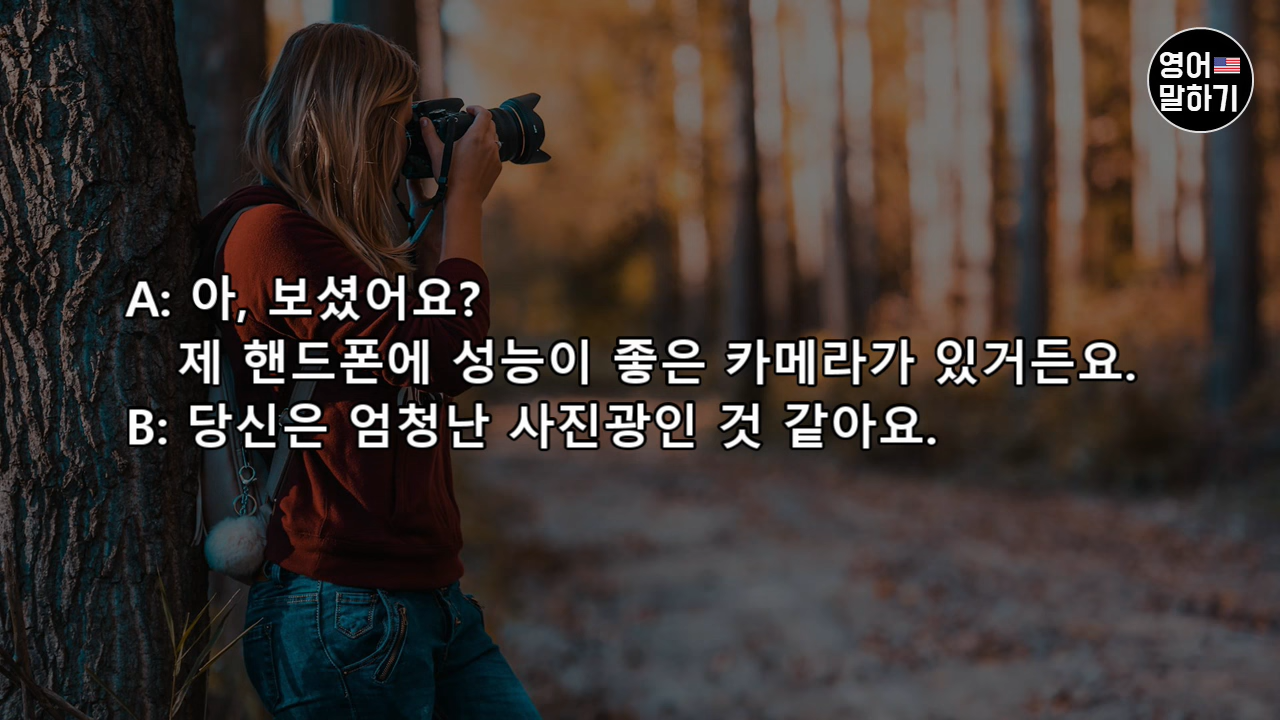 영어
말하기
A: 아, 보셨어요?
제 핸드폰에 성능이 좋은 카메라가 있거든요.
B: 당신은 엄청난 사진광인 것 같아요.